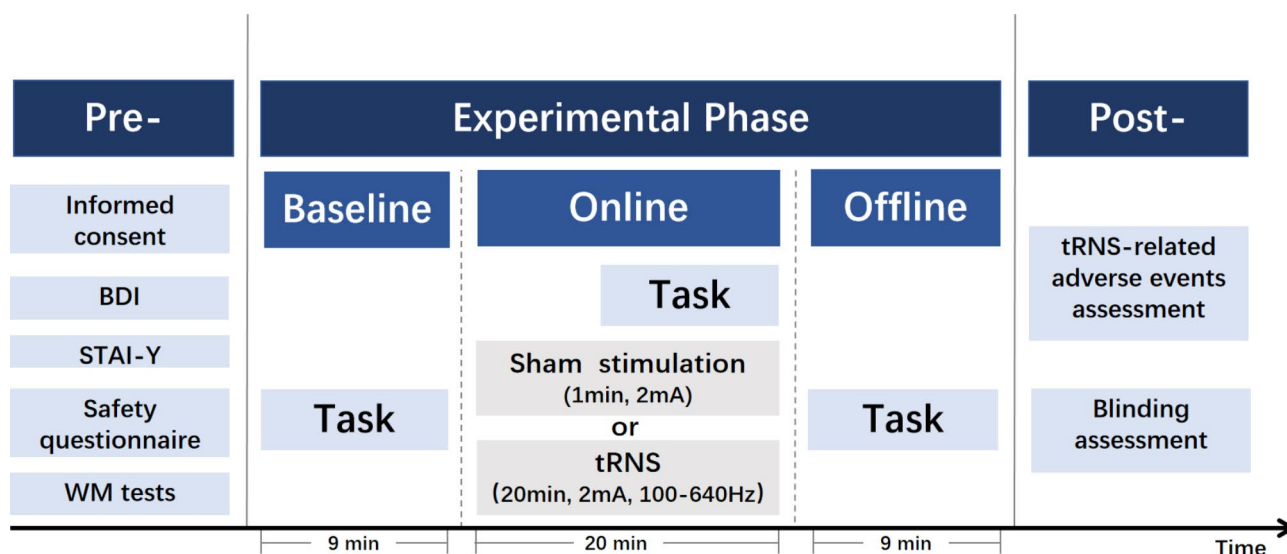 Pre-
Experimental Phase
Post-
Informed
consent
BDI
STAI-Y
Safety
questionnaire
WM tests
Baseline
Task
Online
Task
Sham stimulation
(1min, 2mA)
or
tRNS
(20min, 2mA, 100-640Hz)
Offline
Task
tRNS-related
adverse events
assessment
Blinding
assessment
9 min
20 min
9 min
Time